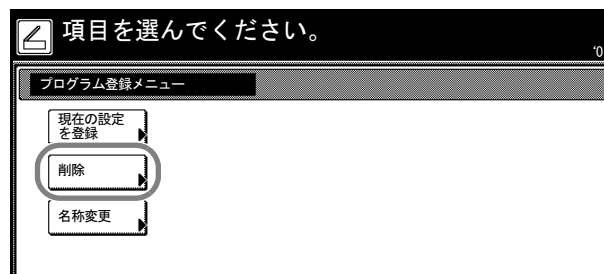 項目を選んでください。
'0
プログラム登録メニュー
現在の設定
を登録
削除
名称変更